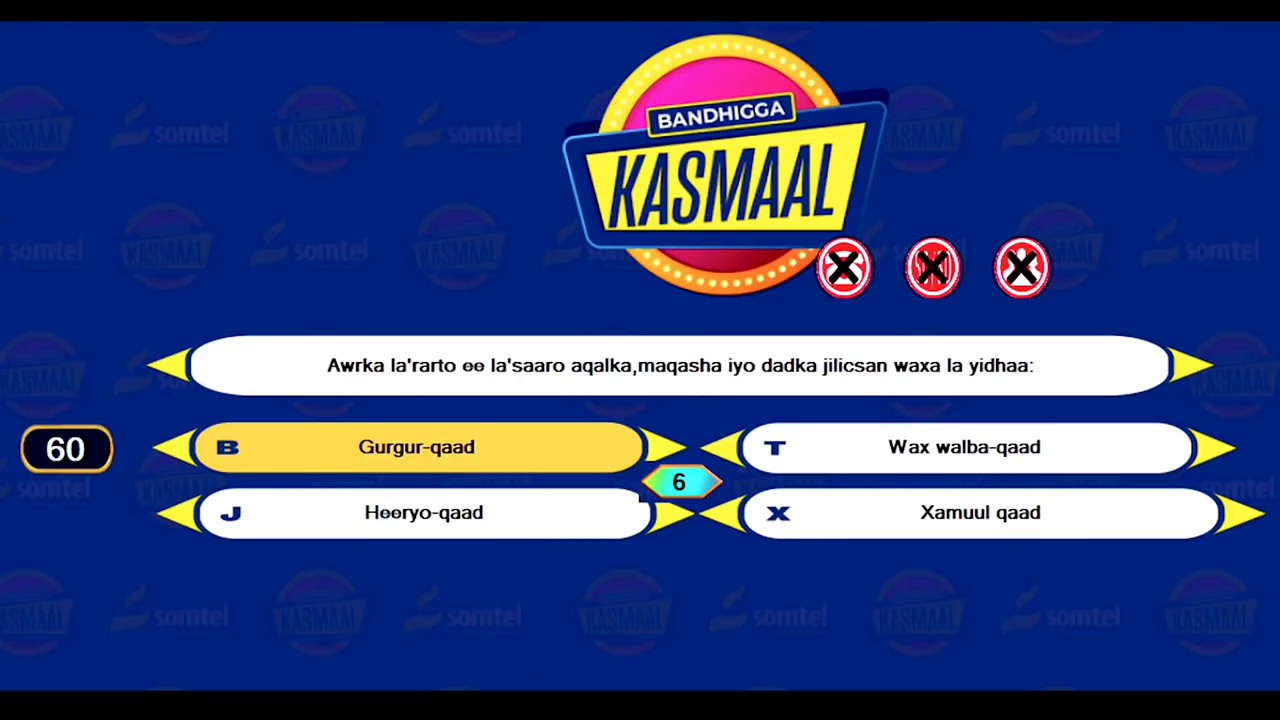 BANDHIGGA
KASMAAL
Awrka la'rarto ee la'saaro aqalka,maqasha iyo dadka jilicsan waxa la yidhaa:
60
B Gurgur-qaad
T Wax walba-qaad
6
J Heeryo-qaad
X Xamuul qaad
somtel